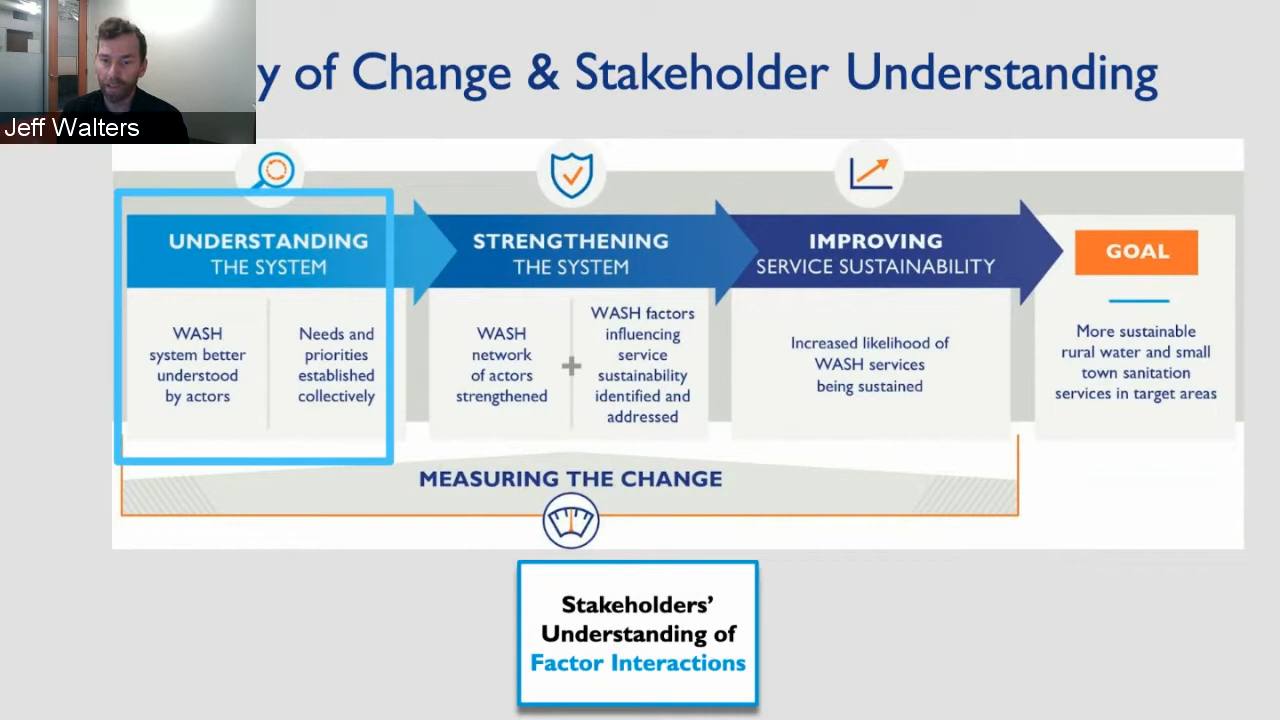 y of Change & Stakeholder Understanding
Jeff Walters
UNDERSTANDING
THE SYSTEM
STRENGTHENING
THE SYSTEM
IMPROVING
SERVICE SUSTAINABILITY
GOAL
WASH
system better
understood
by actors
Needs and
priorities
established
collectively
WASH
network
of actors
strengthened
+
WASH factors
influencing
service
sustainability
identified and
addressed
Increased likelihood of
WASH services
being sustained
More sustainable
rural water and small
town sanitation
services in target areas
MEASURING THE CHANGE
Stakeholders’
Understanding of
Factor Interactions